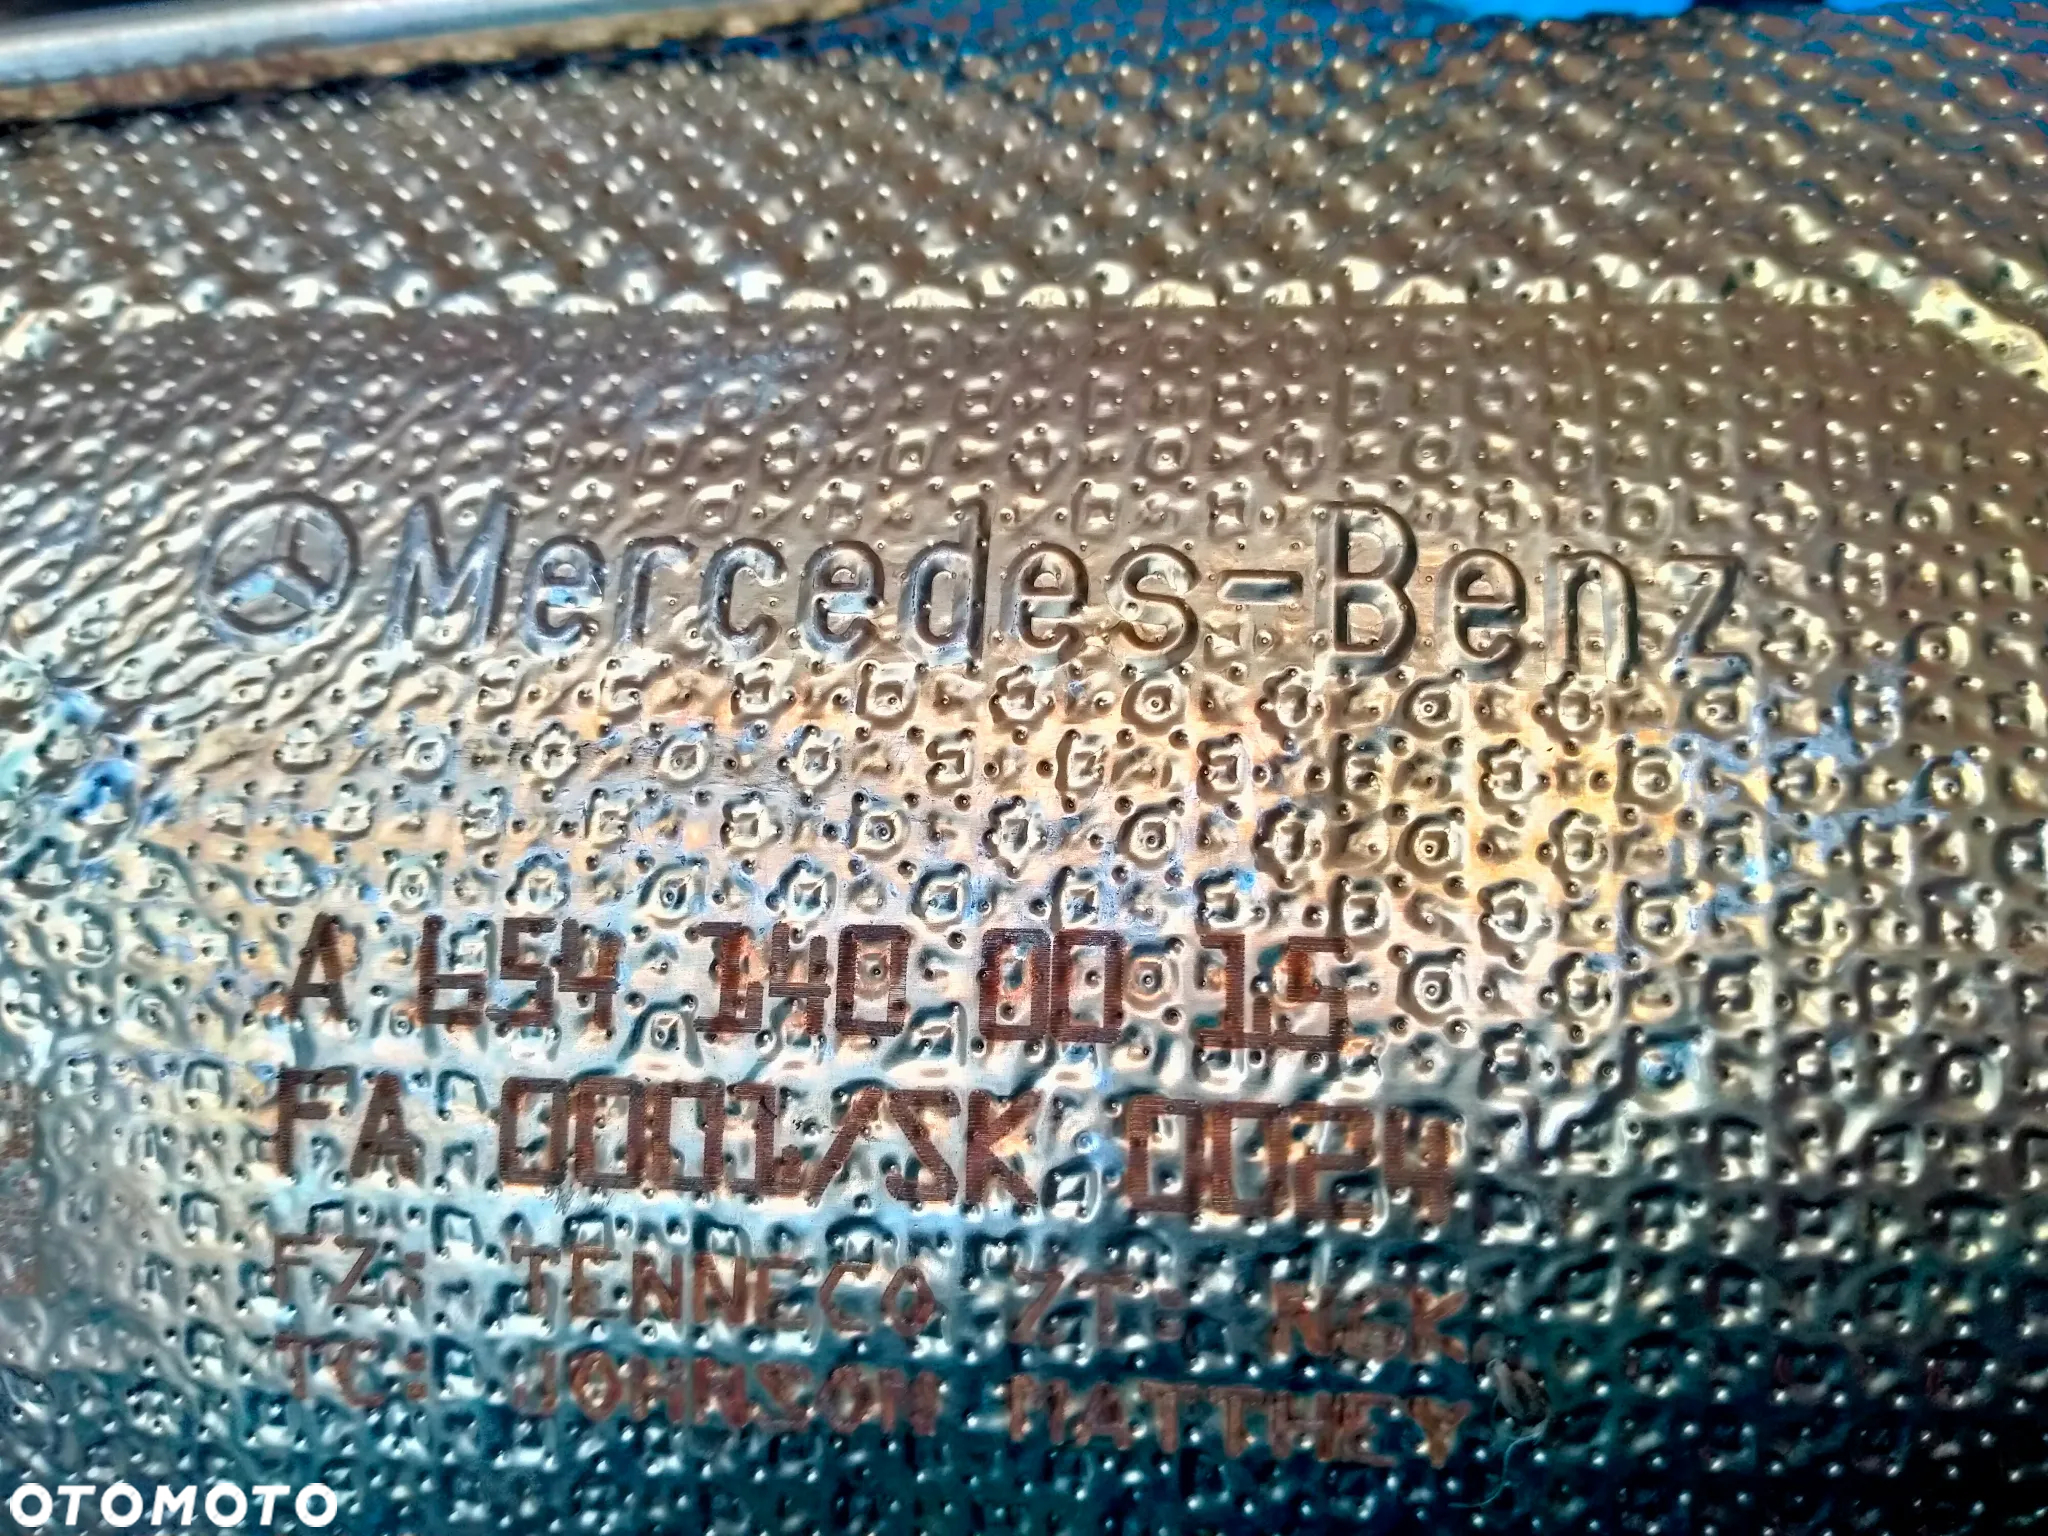 Mercedes-Benz
A 654 140 00 15
FA 0001/SK 0024
FZ: TENNECO ZT: NGK
TC: JOHNSON MATTHEY
OTOMOTO